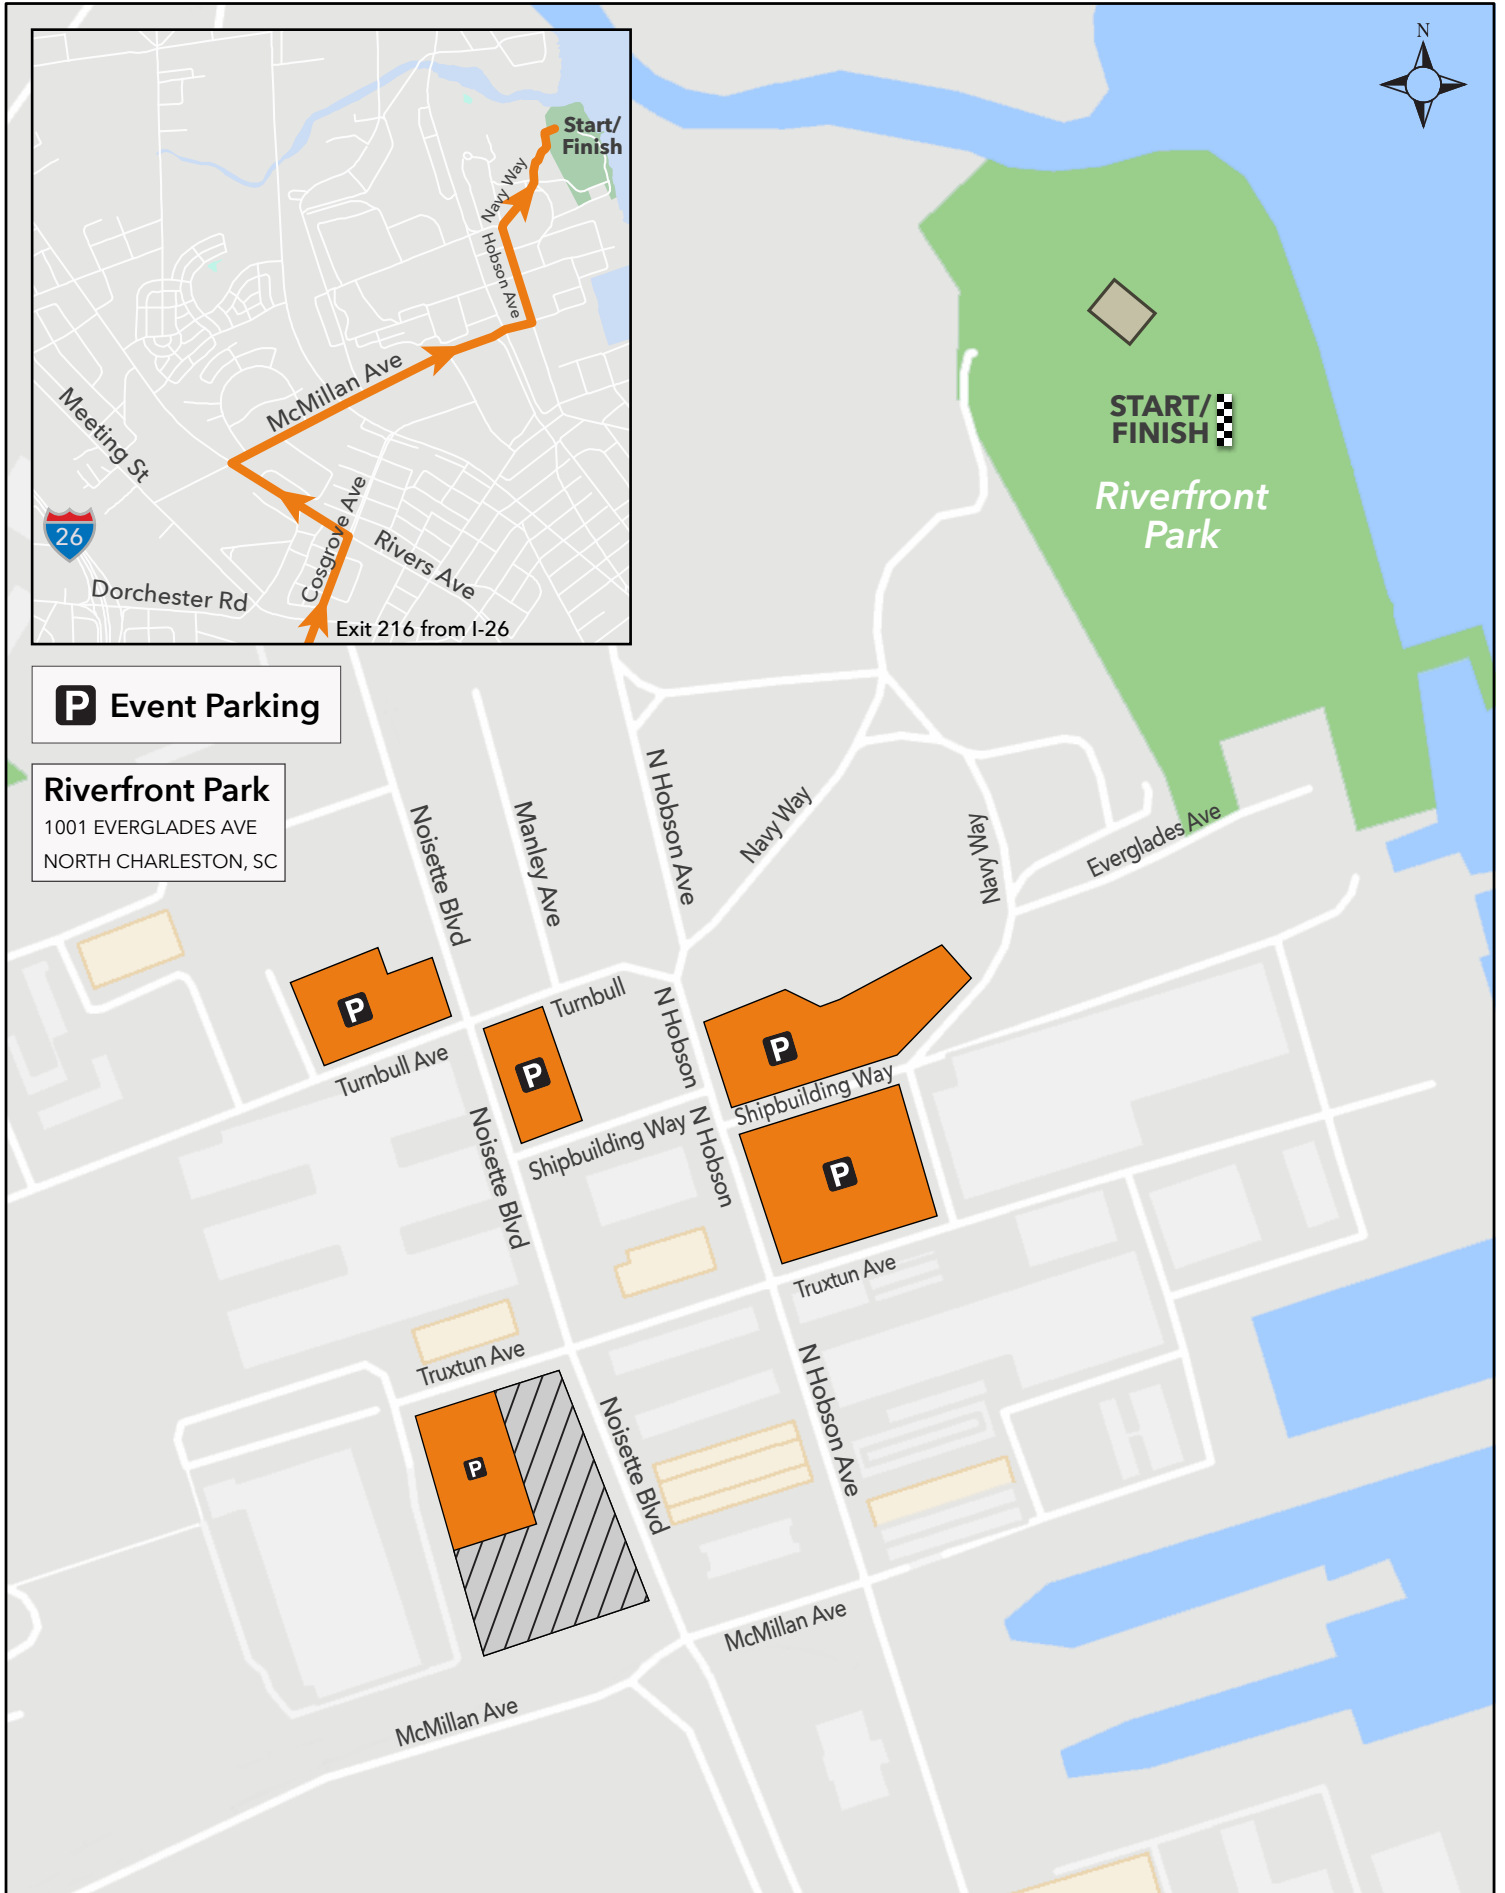 N
Start/
Finish
Navy Way
Hobson Ave
McMillan Ave
Meeting St
26
Cosgrove Ave
Rivers Ave
Dorchester Rd
Exit 216 from I-26
START/
FINISH
Riverfront
Park
P Event Parking
Riverfront Park
1001 EVERGLADES AVE
NORTH CHARLESTON, SC
Noisette Blvd
Manley Ave
N Hobson Ave
Navy Way
Navy Way
Everglades Ave
P
Turnbull Ave
P
Turnbull
N Hobson
P
Shipbuilding Way
Noisette Blvd
Shipbuilding Way
N Hobson
P
Truxtun Ave
Truxtun Ave
P
Noisette Blvd
N Hobson Ave
McMillan Ave
McMillan Ave